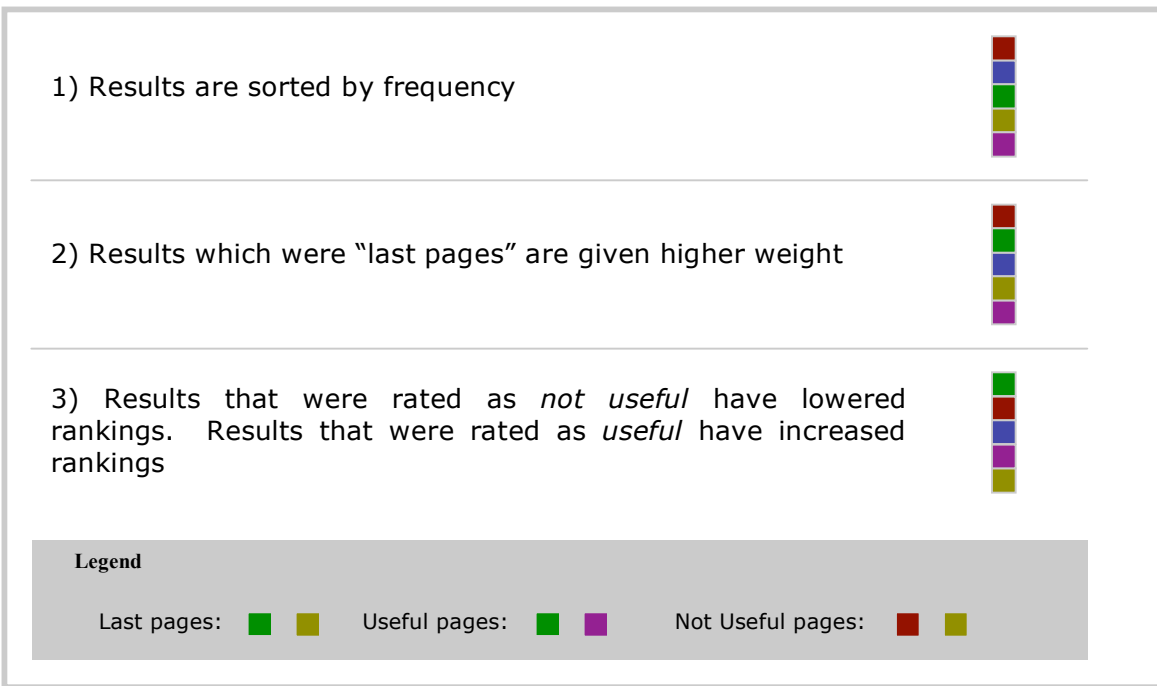 1) Results are sorted by frequency
2) Results which were “last pages” are given higher weight
3) Results that were rated as not useful have lowered
rankings. Results that were rated as useful have increased
rankings
Legend
Last pages: Useful pages: Not Useful pages: